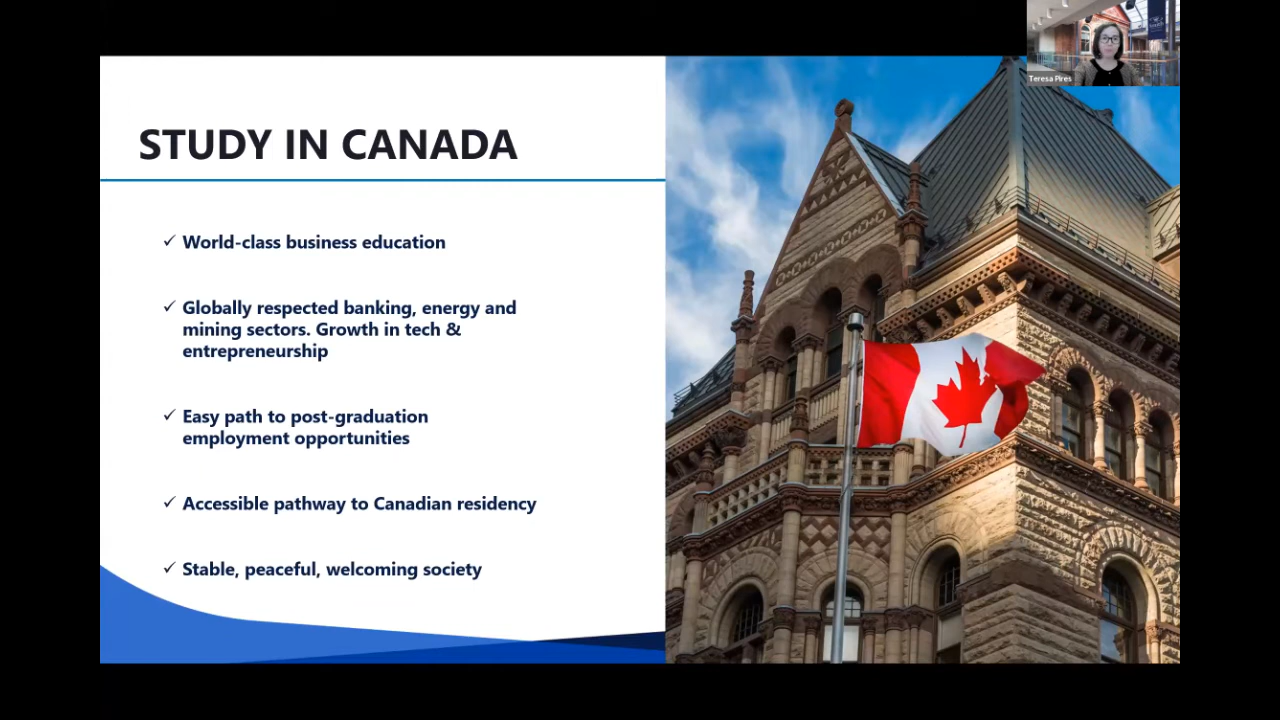 Teresa Pires
STUDY IN CANADA
✓ World-class business education
✓ Globally respected banking, energy and
mining sectors. Growth in tech &
entrepreneurship
✓ Easy path to post-graduation
employment opportunities
✓ Accessible pathway to Canadian residency
✓ Stable, peaceful, welcoming society